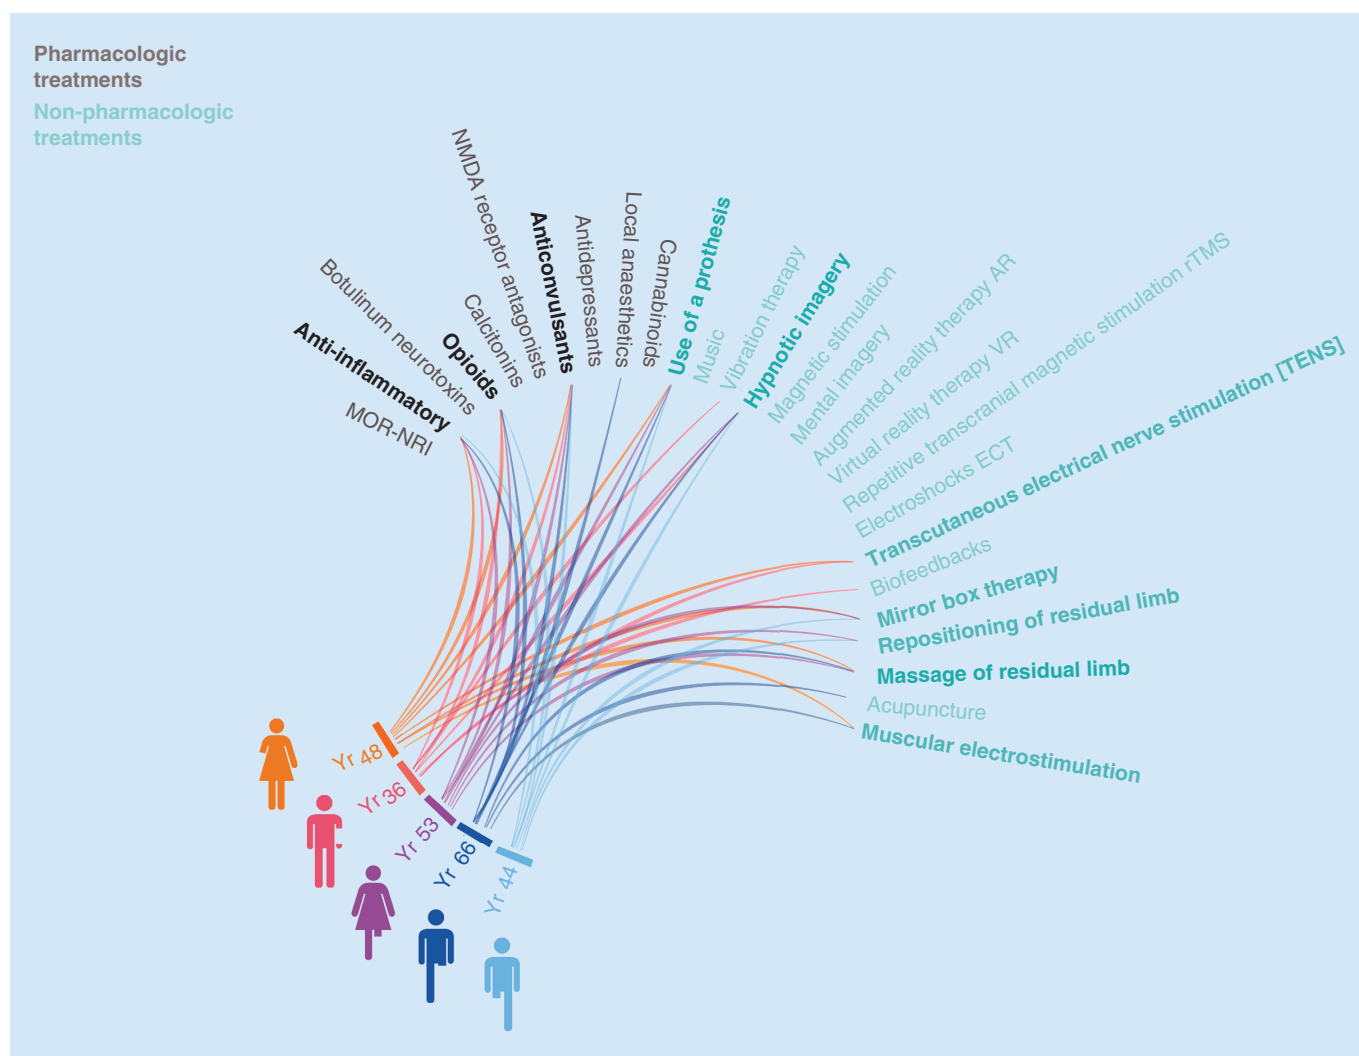 Pharmacologic
treatments
Non-pharmacologic
treatments
MOR-NRI
Anti-inflammatory
Botulinum neurotoxins
Opioids
Calcitonins
NMDA receptor antagonists
Anticonvulsants
Antidepressants
Local anaesthetics
Cannabinoids
Use of a prothesis
Music
Vibration therapy
Hypnotic imagery
Magnetic stimulation
Mental imagery
Augmented reality therapy AR
Virtual reality therapy VR
Repetitive transcranial magnetic stimulation rTMS
Electroshocks ECT
Transcutaneous electrical nerve stimulation [TENS]
Biofeedbacks
Mirror box therapy
Repositioning of residual limb
Massage of residual limb
Acupuncture
Muscular electrostimulation
Yr 48
Yr 36
Yr 53
Yr 66
Yr 44